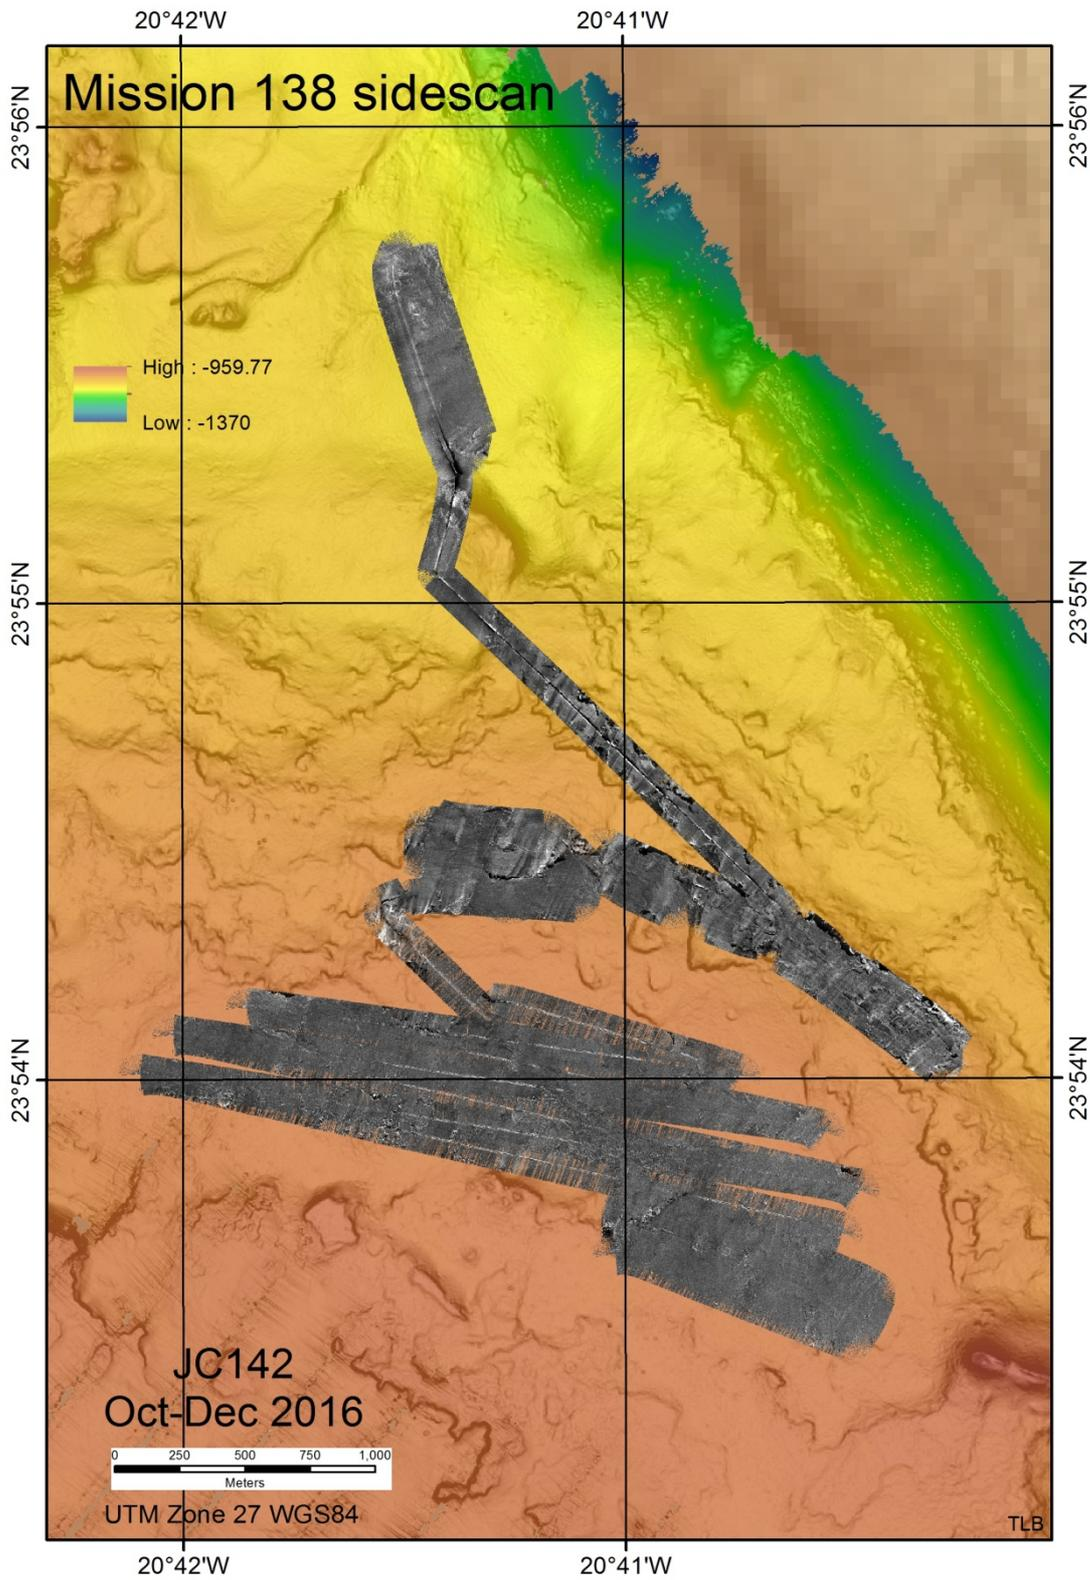 20°42'W 20°41'W
Mission 138 sidescan
23°56'N 23°56'N
High : -959.77
Low : -1370
23°55'N 23°55'N
23°54'N 23°54'N
JC142
Oct-Dec 2016
0 250 500 750 1,000
Meters
UTM Zone 27 WGS84
TLB
20°42'W 20°41'W